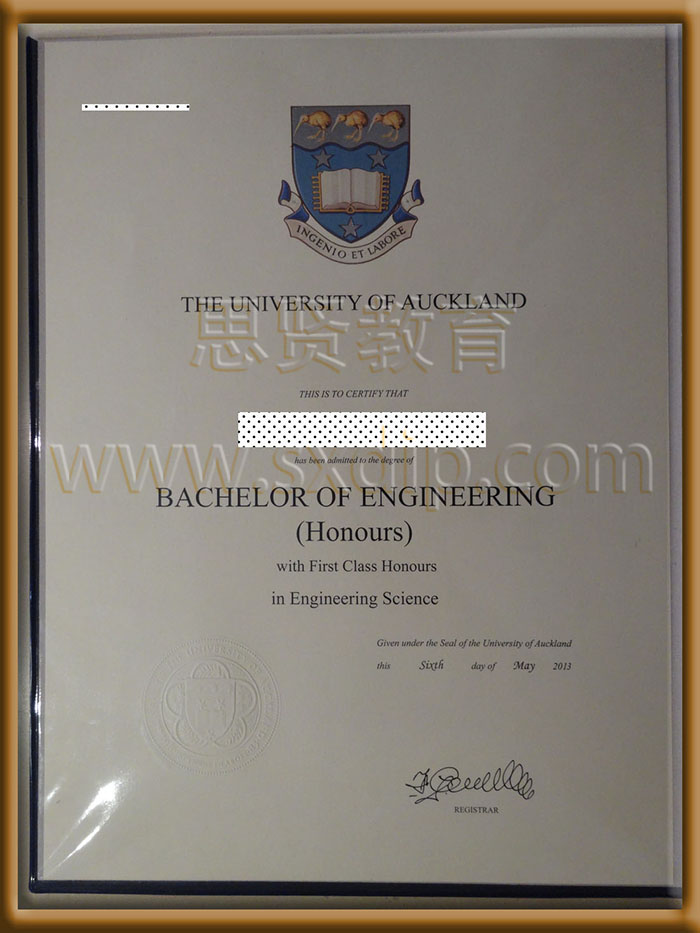 INGENIO ET LABORE
THE UNIVERSITY OF AUCKLAND
思贤教育
THIS IS TO CERTIFY THAT
www.sxdip.com
has been admitted to the degree of
BACHELOR OF ENGINEERING
(Honours)
with First Class Honours
in Engineering Science
Given under the Seal of the University of Auckland
this Sixth day of May 2013
REGISTRAR